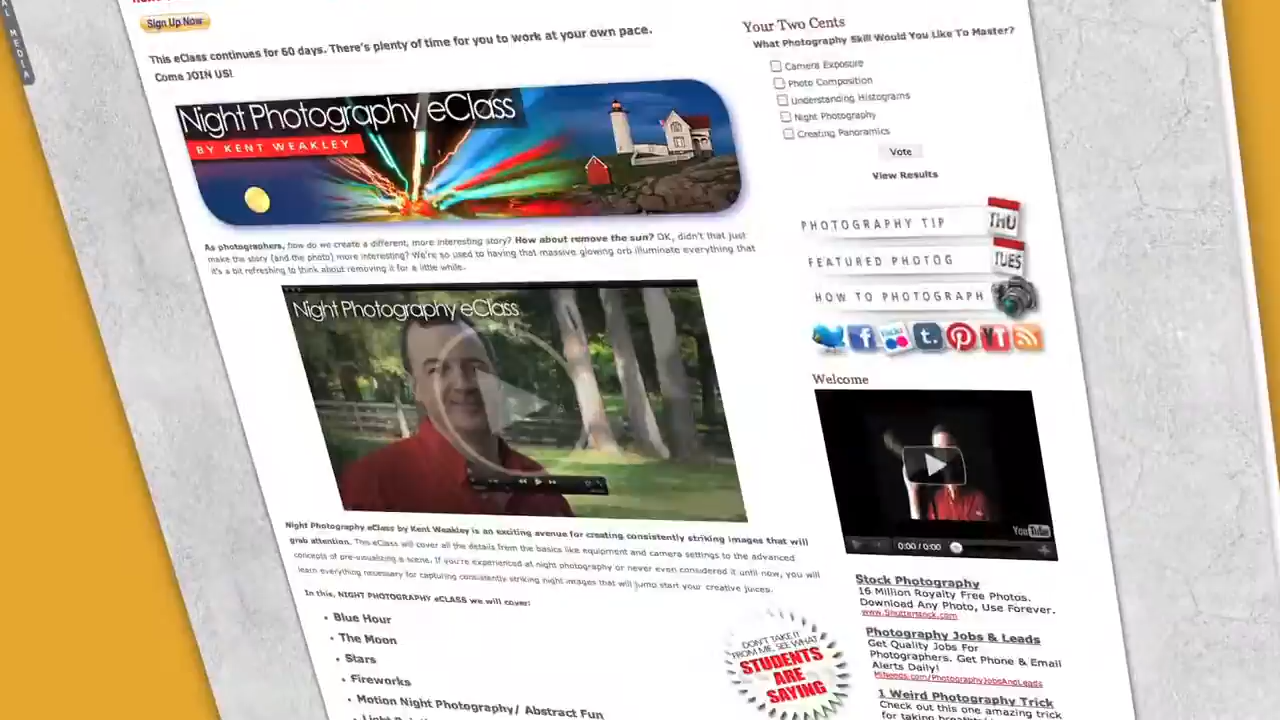 Sign Up Now
This eClass continues for 60 days. There's plenty of time for you to work at your own pace.
Come JOIN US!
Night Photography eClass
BY KENT WEAKLEY
As photographers, how do we create a different, more interesting story? How about remove the sun? OK, didn't that just
make the story (and the photo) more interesting? We're so used to having that massive glowing orb illuminate everything that
it's a bit refreshing to think about removing it for a little while.
Night Photography eClass
Night Photography eClass by Kent Weakley is an exciting avenue for creating consistently striking images that will
grab attention. This eClass will cover all the details from the basics like equipment and camera settings to the advanced
concepts of pre-visualizing a scene. If you're experienced at night photography or never even considered it until now, you will
learn everything necessary for capturing consistently striking night images that will jump start your creative juices.
In this, NIGHT PHOTOGRAPHY eCLASS we will cover:
• Blue Hour
• The Moon
• Stars
• Fireworks
• Motion Night Photography/ Abstract Fun
DON'T TAKE IT
FROM ME, SEE WHAT
STUDENTS
ARE
SAYING
Your Two Cents
What Photography Skill Would You Like To Master?
Camera Exposure
Photo Composition
Understanding Histograms
Night Photography
Creating Panoramics
Vote
View Results
PHOTOGRAPHY TIP THU
FEATURED PHOTOG TUES
HOW TO PHOTOGRAPH
flickr
Welcome
YouTube
0:00 / 0:00
Stock Photography
16 Million Royalty Free Photos.
Download Any Photo, Use Forever.
www.Shutterstock.com
Photography Jobs & Leads
Get Quality Jobs For
Photographers. Get Phone & Email
Alerts Daily!
MiNeeds.com/PhotographyJobsAndLeads
1 Weird Photography Trick
Check out this one amazing trick